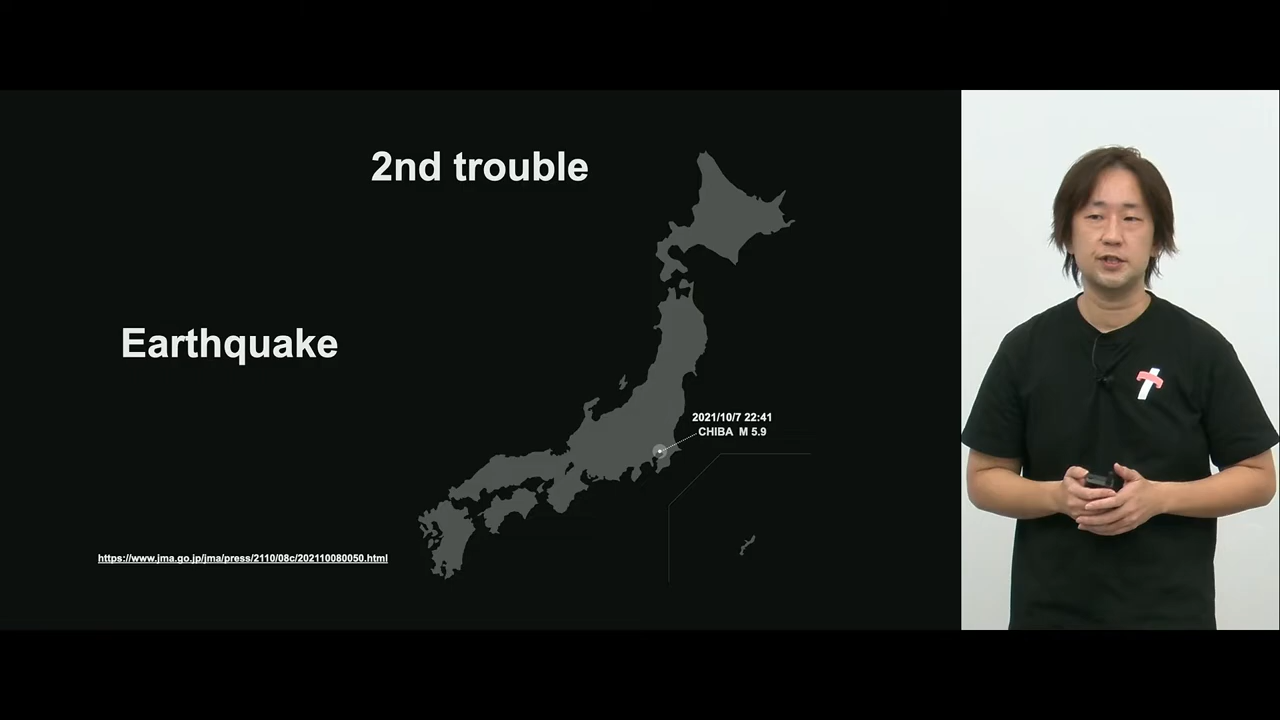 2nd trouble
Earthquake
2021/10/7 22:41
CHIBA M 5.9
https://www.jma.go.jp/jma/press/2110/08c/202110080050.html